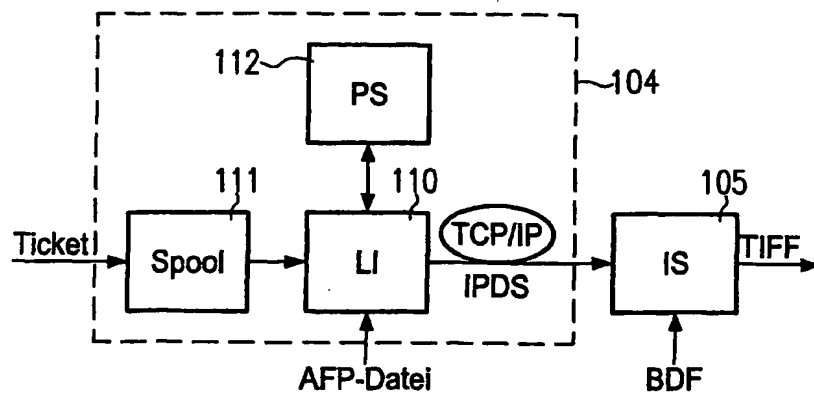 112
PS
104
111
110
105
Ticket
Spool
LI
TCP/IP
IPDS
IS
TIFF
AFP-Datei
BDF